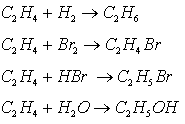 C₂H₄ + H₂ → C₂H₆
C₂H₄ + Br₂ → C₂H₄Br
C₂H₄ + HBr → C₂H₅Br
C₂H₄ + H₂O → C₂H₅OH